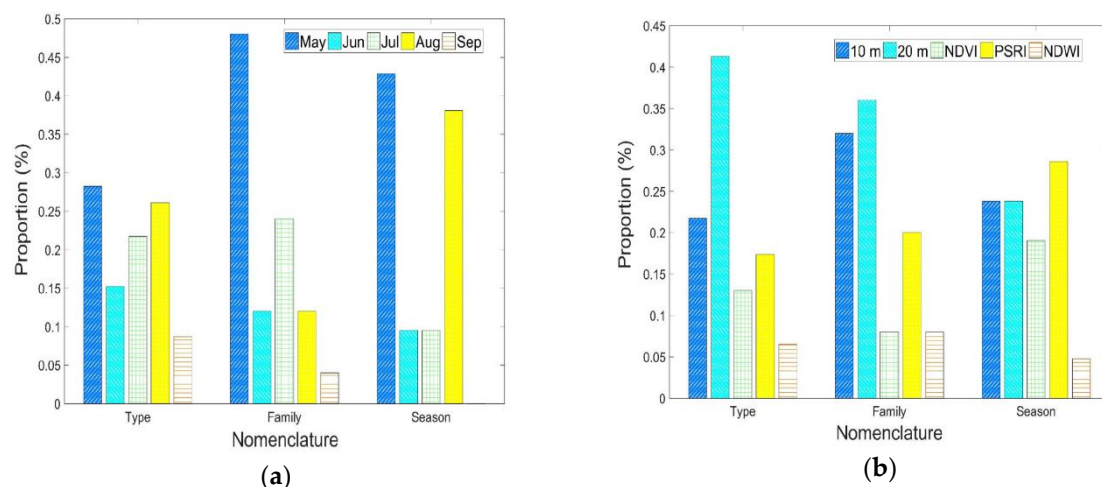 0.5
May Jun Jul Aug Sep
0.45
0.4
0.35
0.3
0.25
0.2
0.15
0.1
0.05
0
Proportion (%)
Type Family Season
Nomenclature
(a)
0.45
10 m 20 m NDVI PSRI NDWI
0.4
0.35
0.3
0.25
0.2
0.15
0.1
0.05
0
Proportion (%)
Type Family Season
Nomenclature
(b)